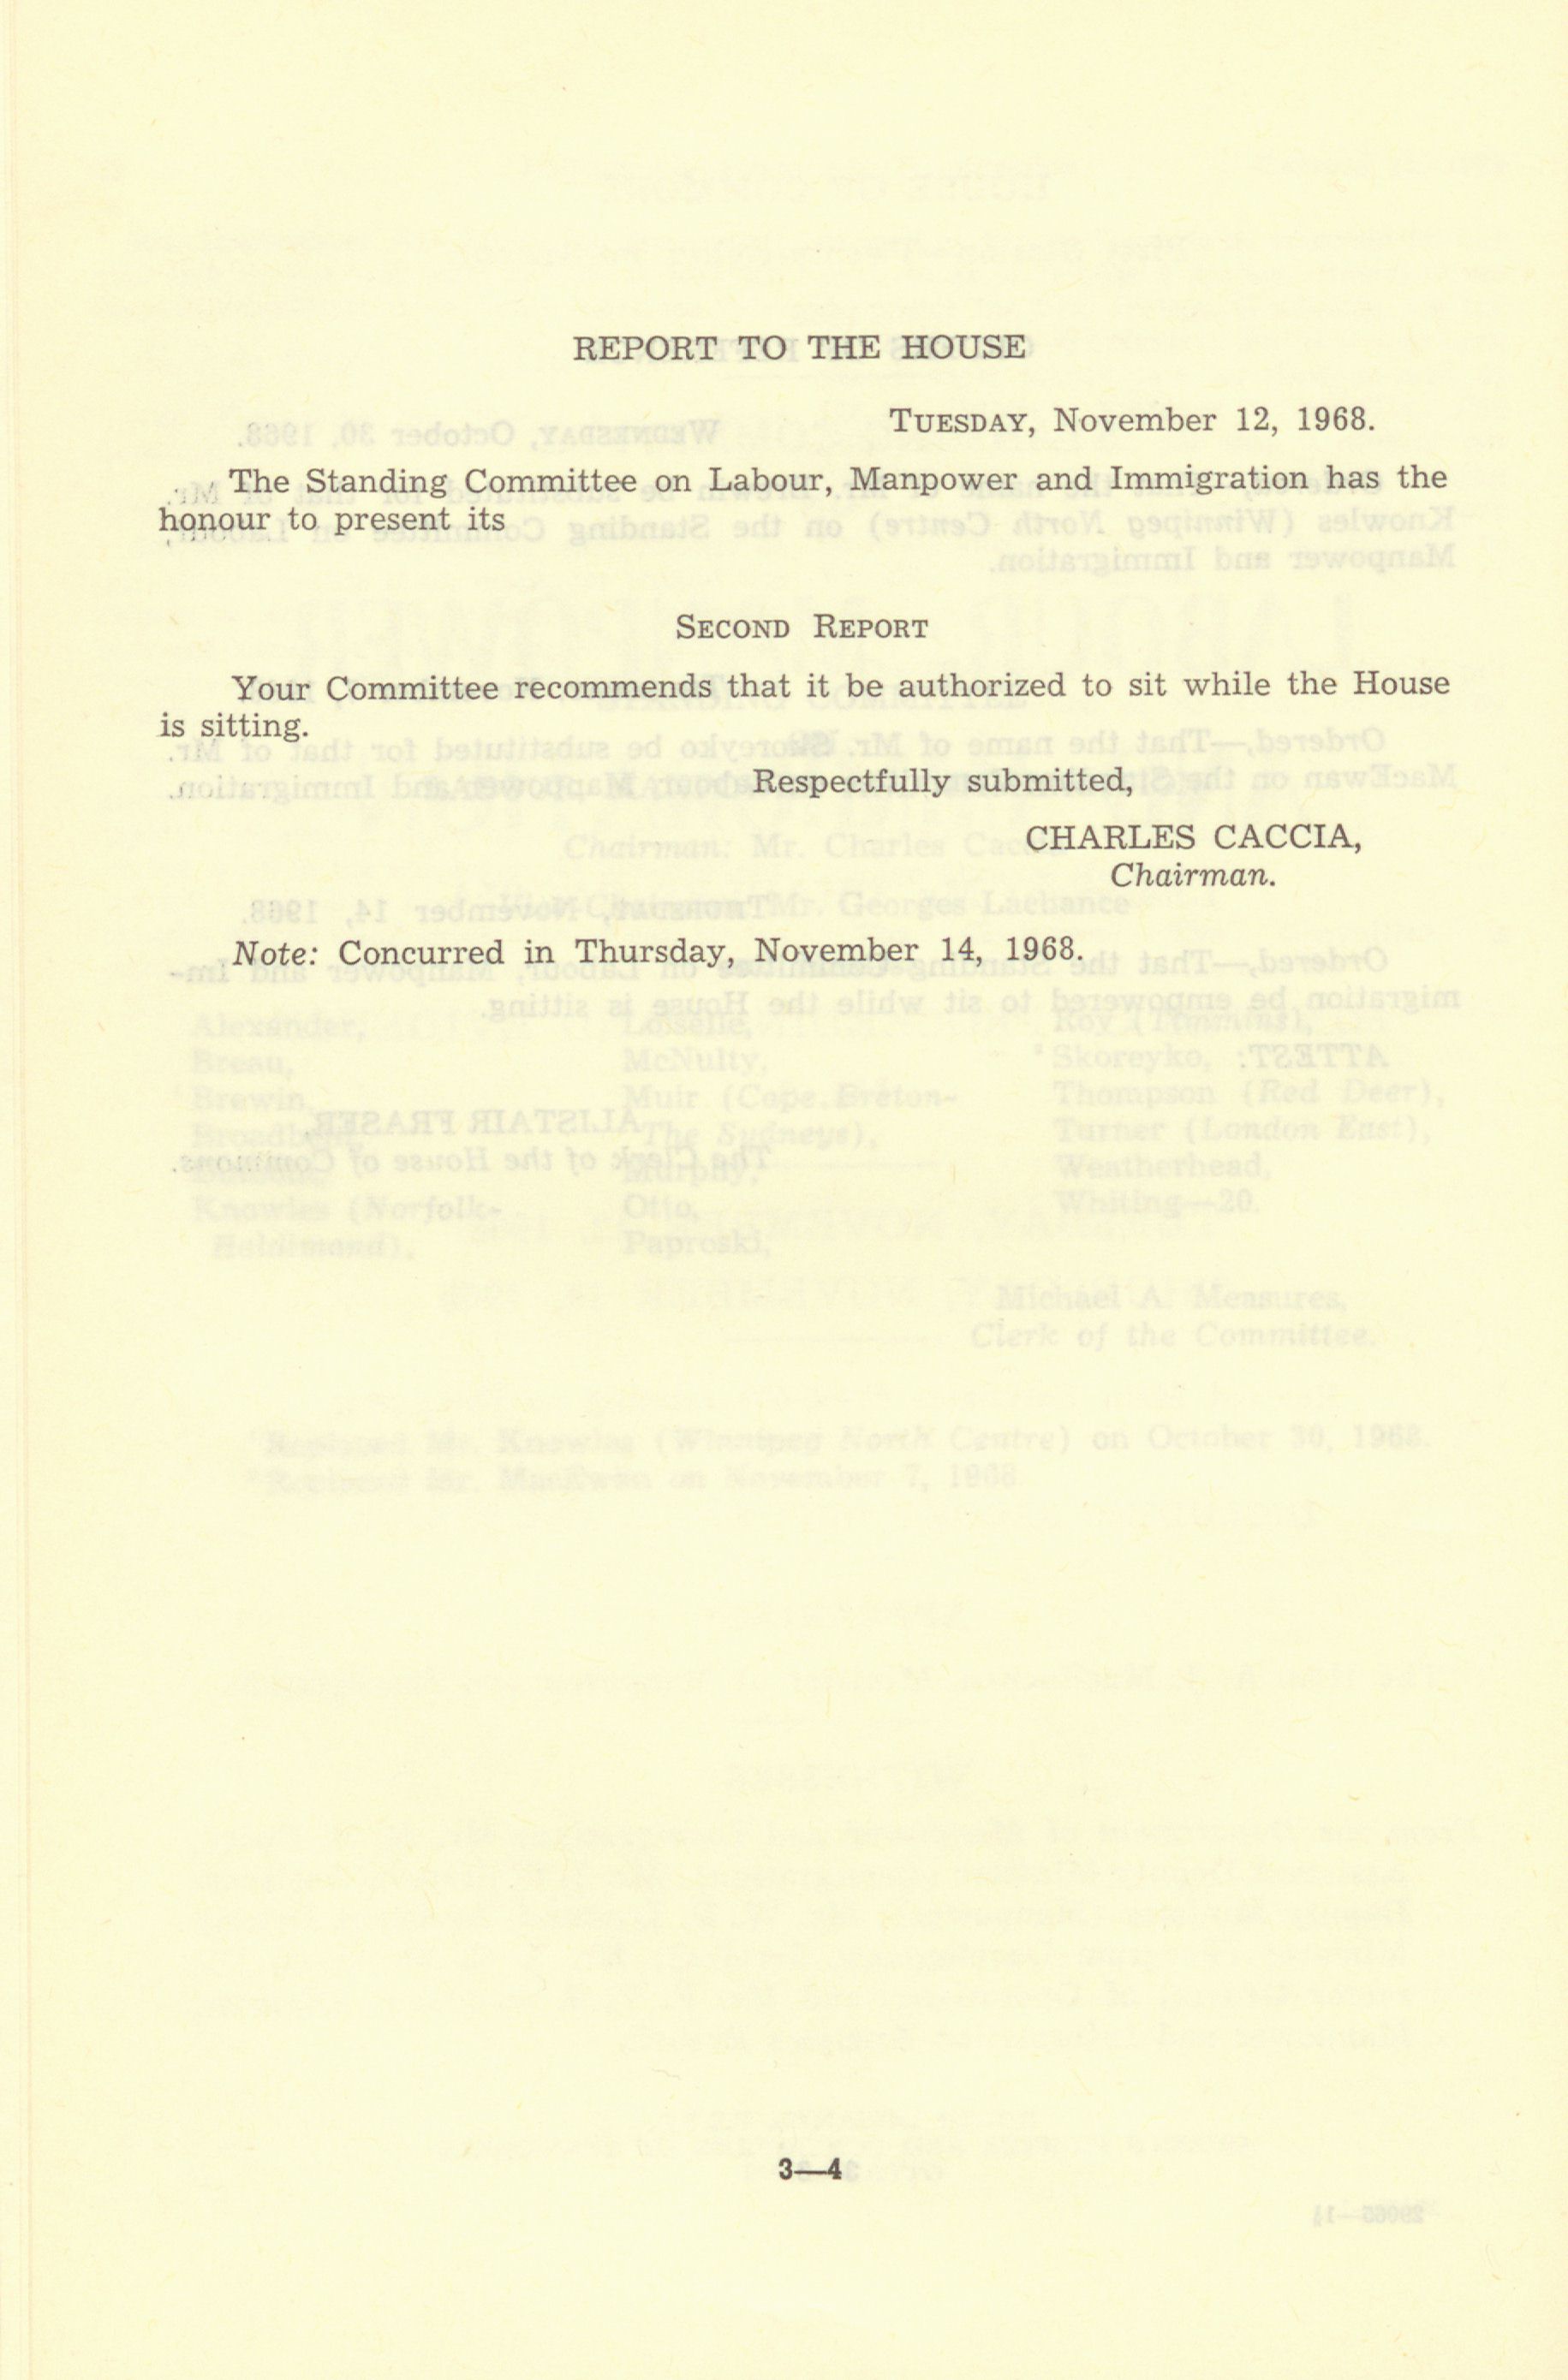 REPORT TO THE HOUSE
TUESDAY, November 12, 1968.
The Standing Committee on Labour, Manpower and Immigration has the
honour to present its
SECOND REPORT
Your Committee recommends that it be authorized to sit while the House
is sitting.
Respectfully submitted,
CHARLES CACCIA,
Chairman.
Note: Concurred in Thursday, November 14, 1968.
3—4